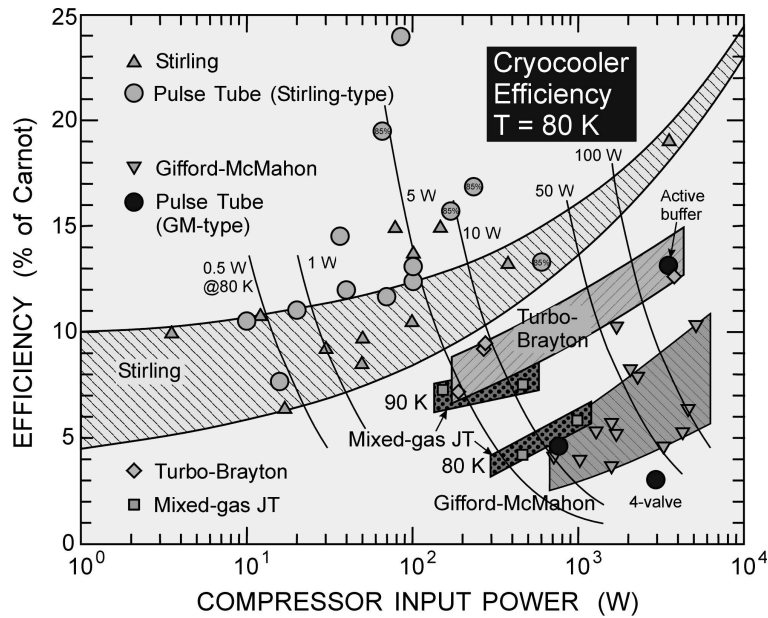 25
20
15
10
5
0
EFFICIENCY (% of Carnot)
Stirling
Pulse Tube (Stirling-type)
Gifford-McMahon
Pulse Tube
(GM-type)
Cryocooler
Efficiency
T = 80 K
85%
85%
85%
85%
0.5 W
@80 K
1 W
5 W
10 W
50 W
100 W
Active
buffer
Stirling
Turbo-
Brayton
90 K
Mixed-gas JT
80 K
Gifford-McMahon
4-valve
Turbo-Brayton
Mixed-gas JT
10⁰
10¹
10²
10³
10⁴
COMPRESSOR INPUT POWER (W)